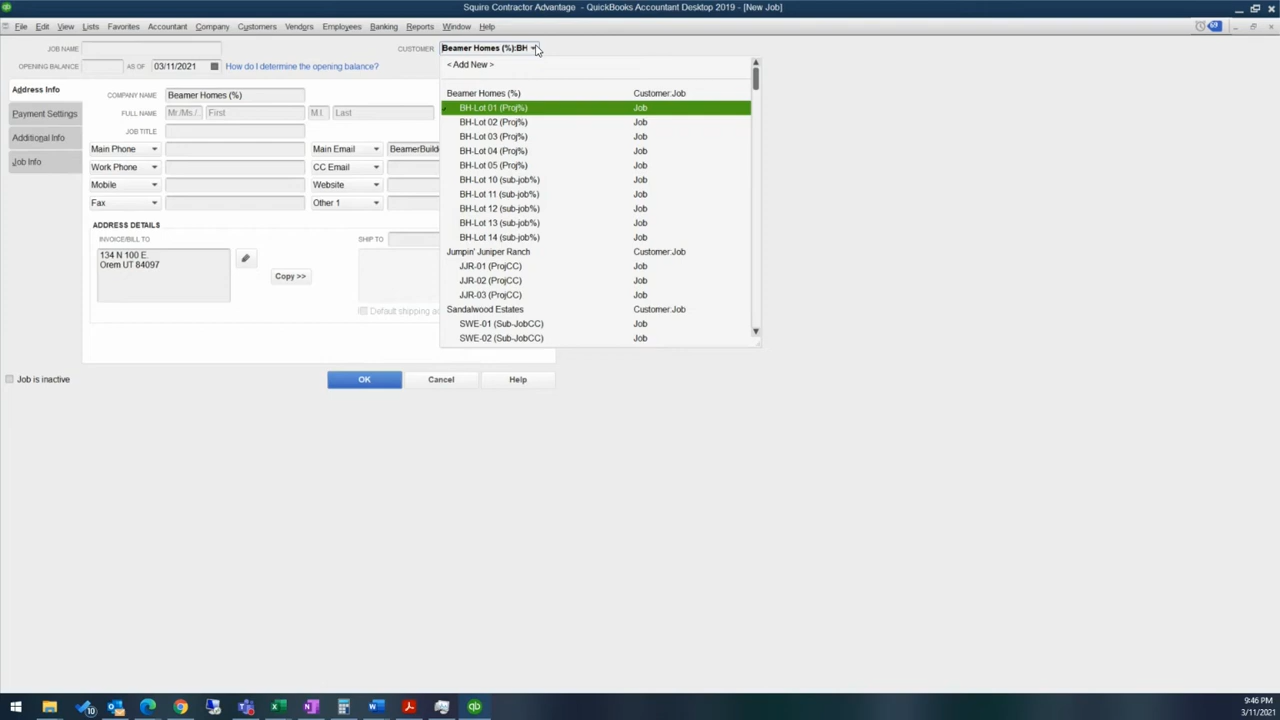 Squire Contractor Advantage - QuickBooks Accountant Desktop 2019 - [New Job]
File Edit View Lists Favorites Accountant Company Customers Vendors Employees Banking Reports Window Help
JOB NAME
CUSTOMER Beamer Homes (%):BH
OPENING BALANCE AS OF 03/11/2021 How do I determine the opening balance?
< Add New >
Address Info
Payment Settings
Additional Info
Job Info
COMPANY NAME Beamer Homes (%)
FULL NAME Mr./Ms./.. First M.I. Last
JOB TITLE
Main Phone Main Email BeamerBuild
Work Phone CC Email
Mobile Website
Fax Other 1
ADDRESS DETAILS
INVOICE/BILL TO SHIP TO
134 N 100 E.
Orem UT 84097
Copy >>
Default shipping ad
Beamer Homes (%) Customer:Job
BH-Lot 01 (Proj%) Job
BH-Lot 02 (Proj%) Job
BH-Lot 03 (Proj%) Job
BH-Lot 04 (Proj%) Job
BH-Lot 05 (Proj%) Job
BH-Lot 10 (sub-job%) Job
BH-Lot 11 (sub-job%) Job
BH-Lot 12 (sub-job%) Job
BH-Lot 13 (sub-job%) Job
BH-Lot 14 (sub-job%) Job
Jumpin' Juniper Ranch Customer:Job
JJR-01 (ProjCC) Job
JJR-02 (ProjCC) Job
JJR-03 (ProjCC) Job
Sandalwood Estates Customer:Job
SWE-01 (Sub-JobCC) Job
SWE-02 (Sub-JobCC) Job
Job is inactive
OK Cancel Help
10
9:46 PM
3/11/2021